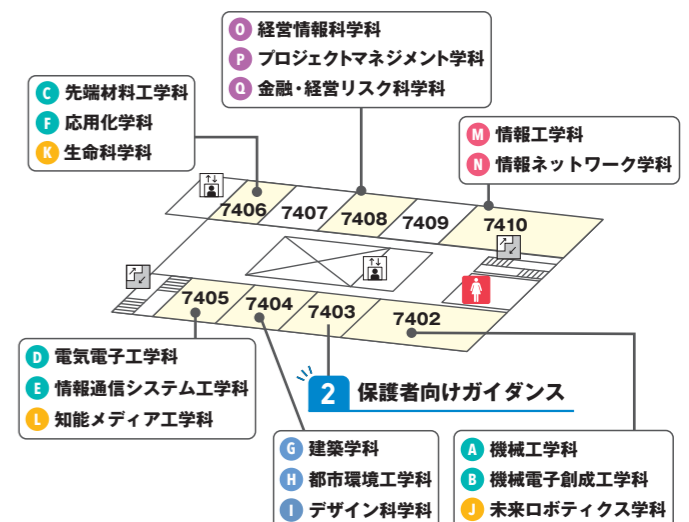 O 経営情報科学科
P プロジェクトマネジメント学科
Q 金融・経営リスク科学科
C 先端材料工学科
F 応用化学科
K 生命科学科
M 情報工学科
N 情報ネットワーク学科
7406
7407
7408
7409
7410
7405
7404
7403
7402
D 電気電子工学科
E 情報通信システム工学科
L 知能メディア工学科
2 保護者向けガイダンス
G 建築学科
H 都市環境工学科
I デザイン科学科
A 機械工学科
B 機械電子創成工学科
J 未来ロボティクス学科